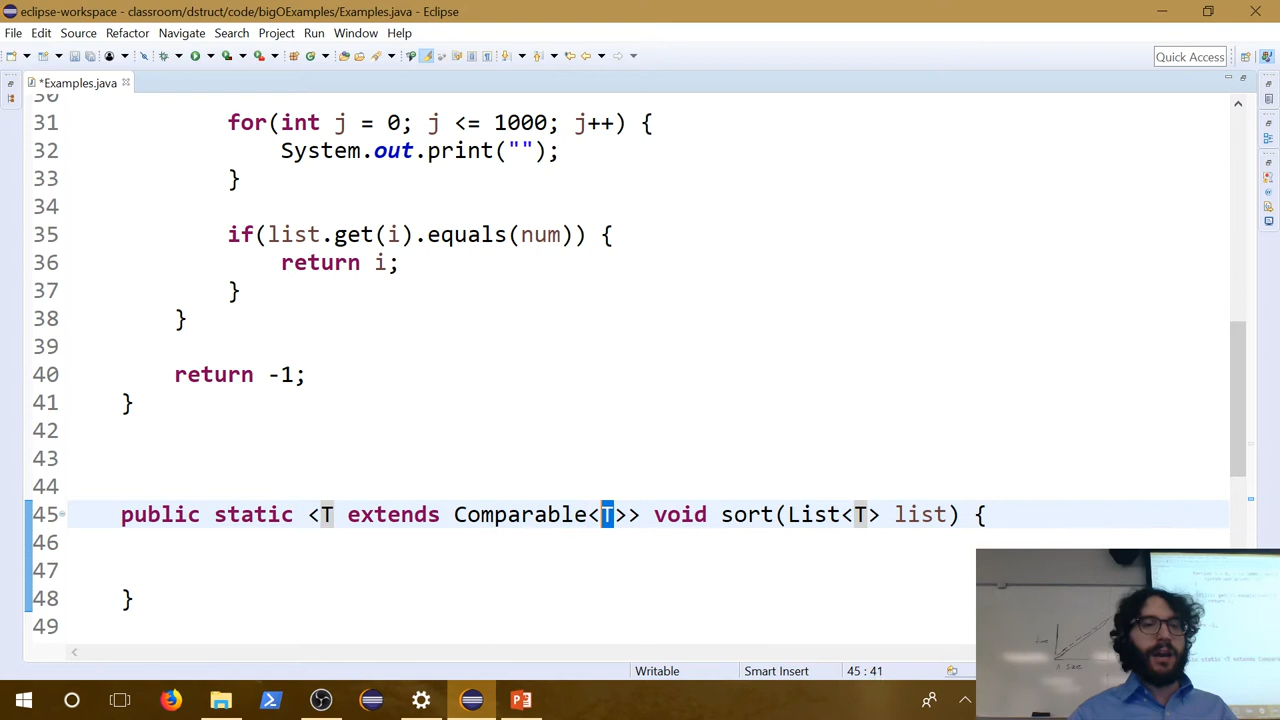 eclipse-workspace - classroom/dstruct/code/bigOExamples/Examples.java - Eclipse
File Edit Source Refactor Navigate Search Project Run Window Help
Quick Access
*Examples.java
30
31 for(int j = 0; j <= 1000; j++) {
32 System.out.print("");
33 }
34
35 if(list.get(i).equals(num)) {
36 return i;
37 }
38 }
39
40 return -1;
41 }
42
43
44
45 public static <T extends Comparable<T>> void sort(List<T> list) {
46
47
48 }
49
Writable Smart Insert 45 : 41